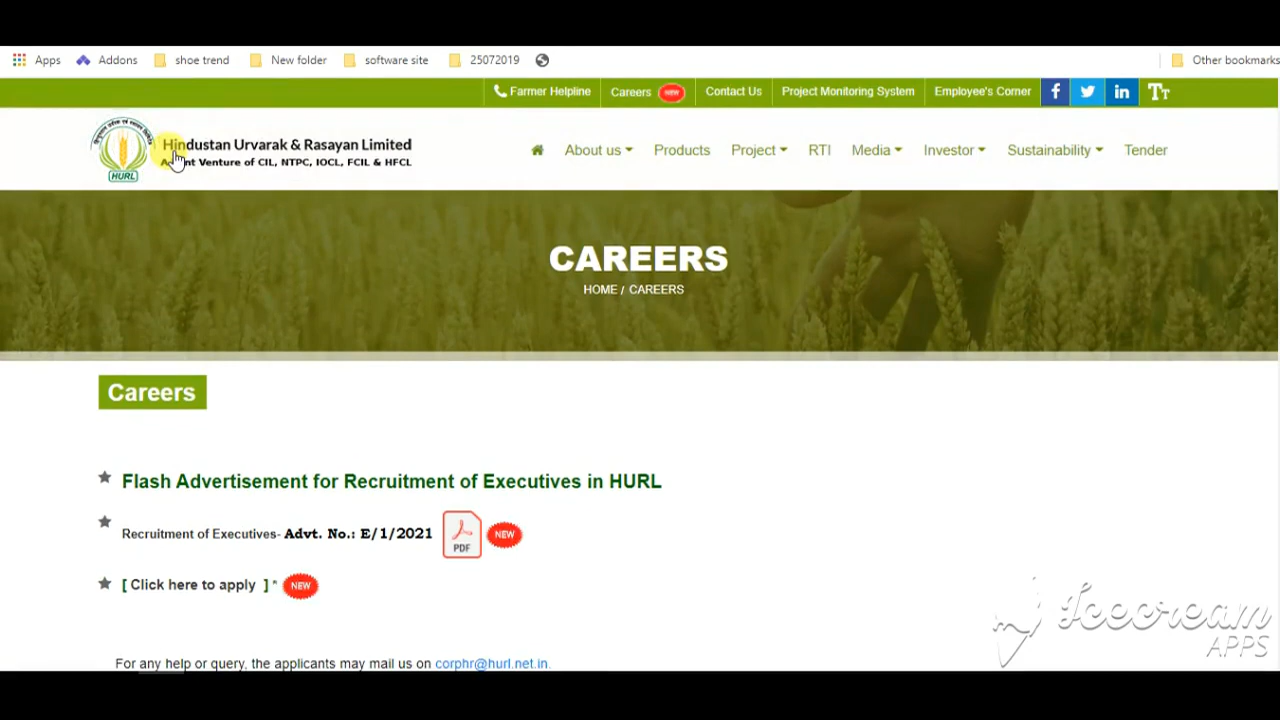 Apps Addons shoe trend New folder software site 25072019 Other bookmarks
Farmer Helpline Careers NEW Contact Us Project Monitoring System Employee's Corner f in TT
Hindustan Urvarak & Rasayan Limited
Venture of CIL, NTPC, IOCL, FCIL & HFCL
HURL
About us Products Project RTI Media Investor Sustainability Tender
CAREERS
HOME / CAREERS
Careers
Flash Advertisement for Recruitment of Executives in HURL
Recruitment of Executives- Advt. No.: E/1/2021 PDF NEW
[ Click here to apply ] * NEW
For any help or query, the applicants may mail us on corphr@hurl.net.in.
Icecream
APPS